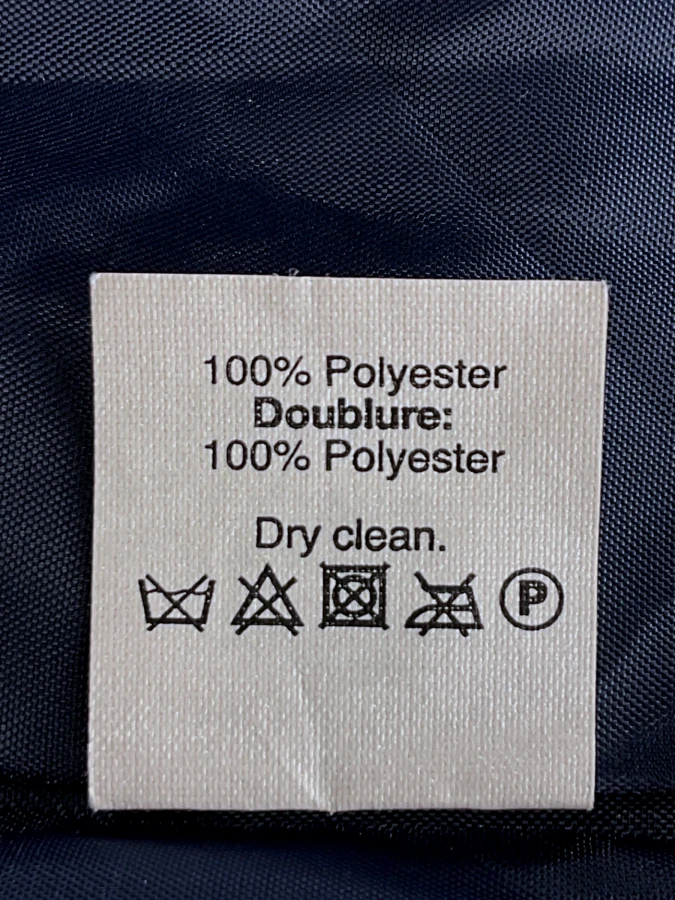 100% Polyester
Doublure:
100% Polyester
Dry clean.
P